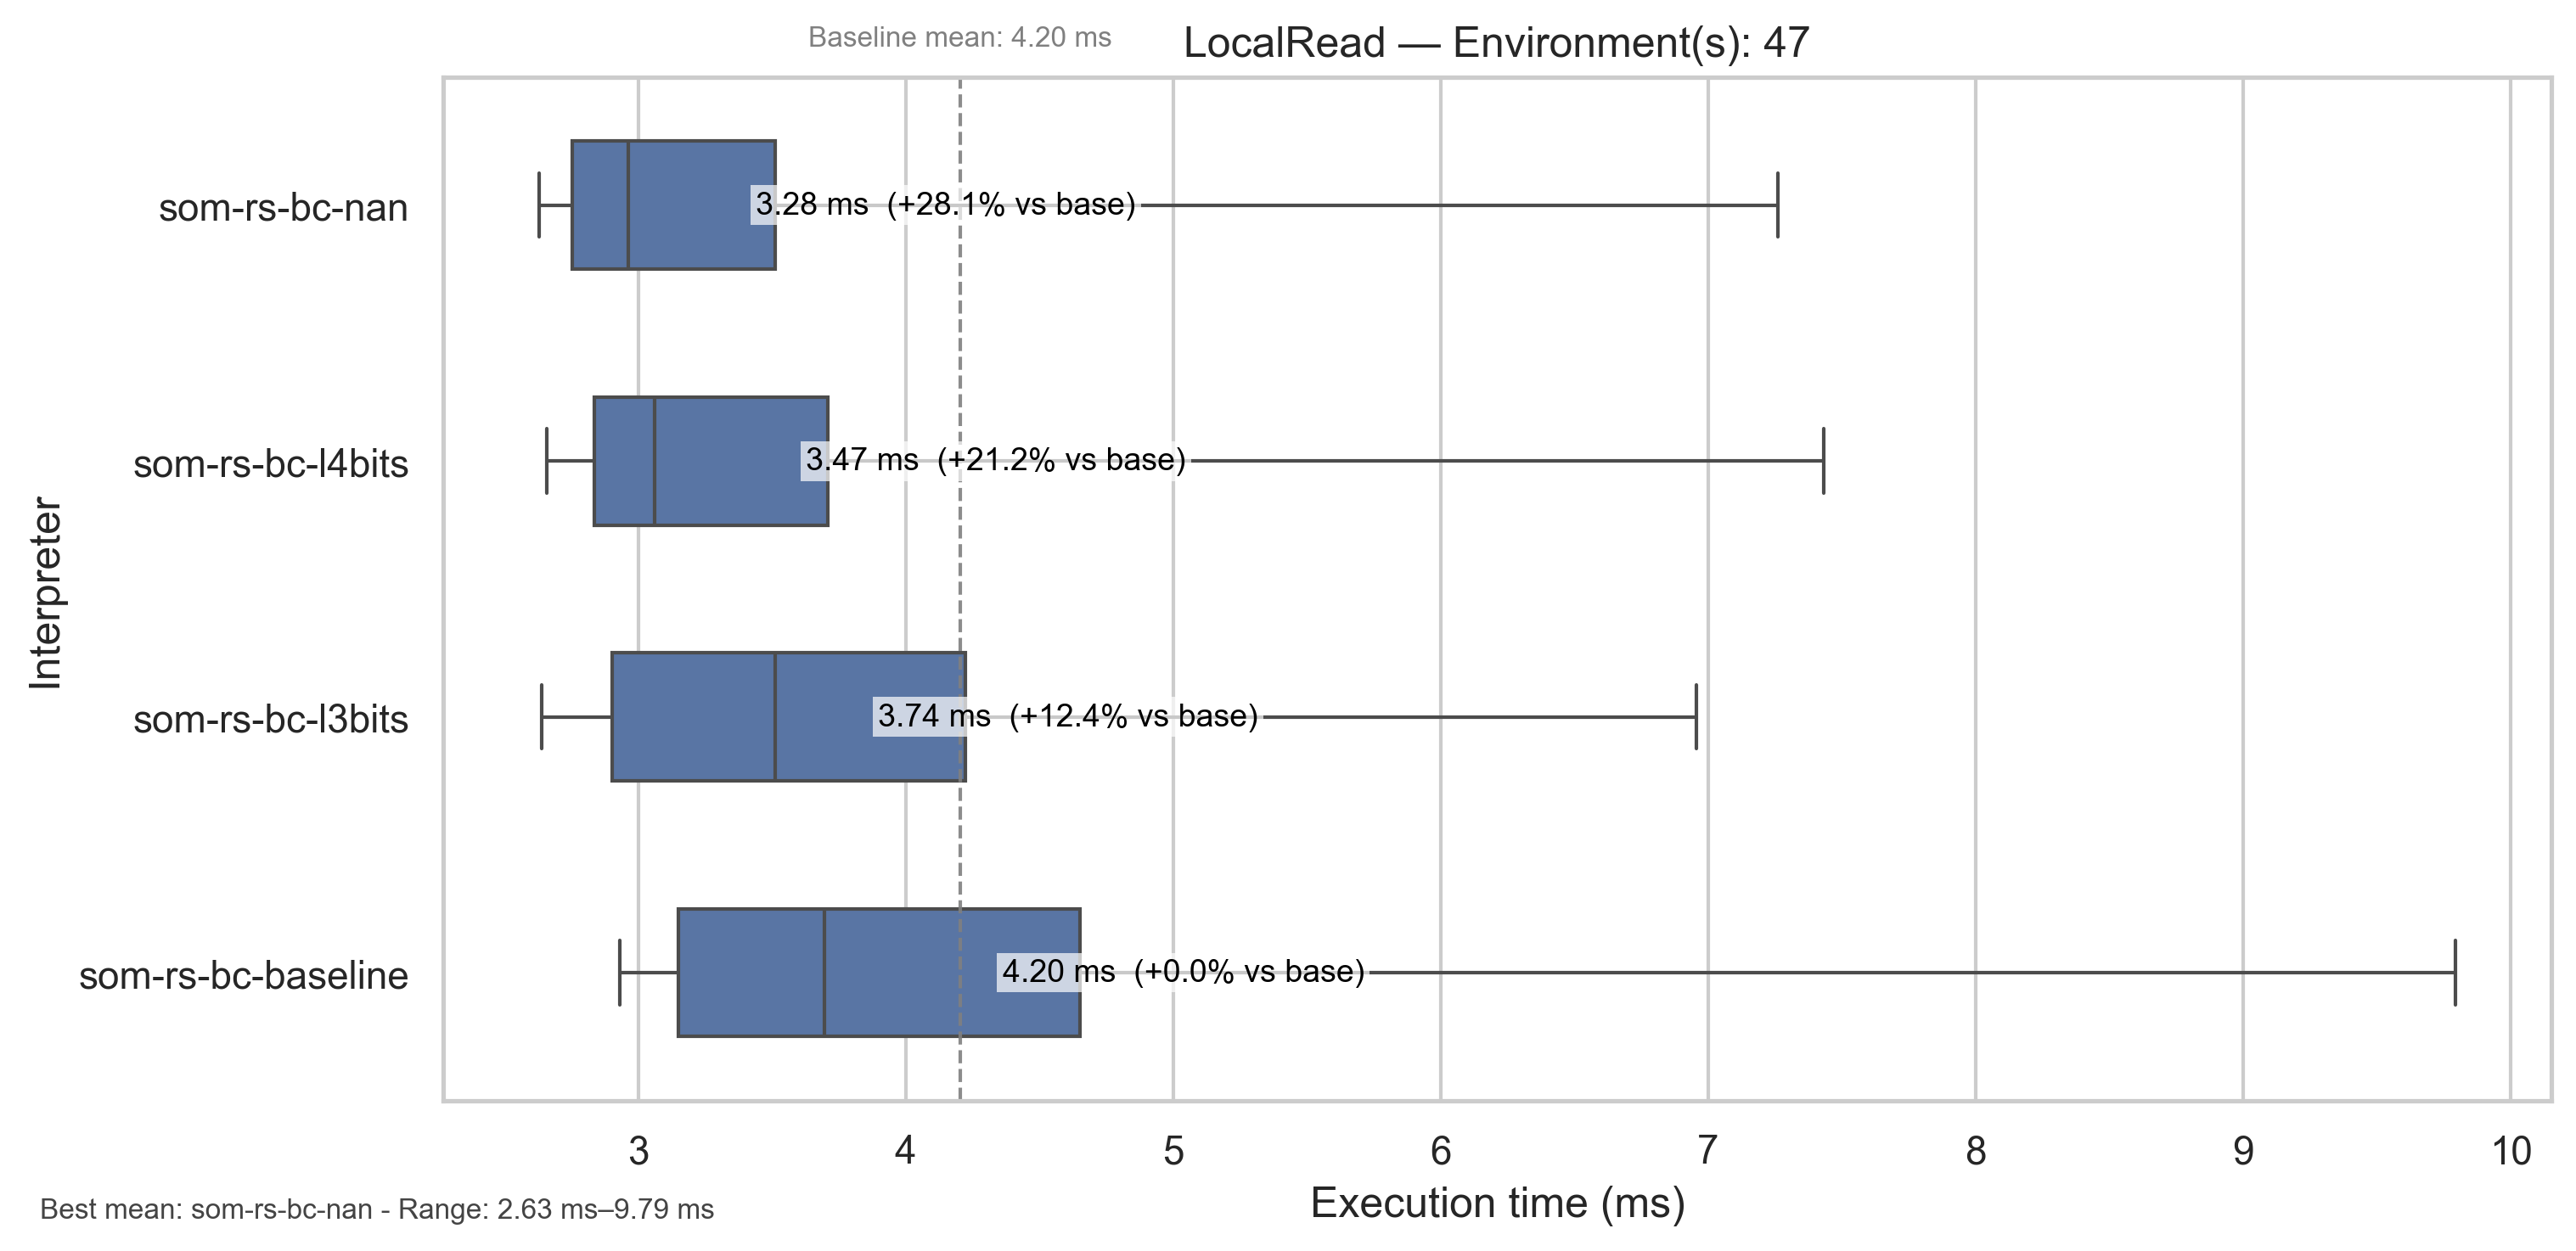 Baseline mean: 4.20 ms
LocalRead — Environment(s): 47
Interpreter
som-rs-bc-nan
3.28 ms (+28.1% vs base)
som-rs-bc-l4bits
3.47 ms (+21.2% vs base)
som-rs-bc-l3bits
3.74 ms (+12.4% vs base)
som-rs-bc-baseline
4.20 ms (+0.0% vs base)
3 4 5 6 7 8 9 10
Execution time (ms)
Best mean: som-rs-bc-nan - Range: 2.63 ms–9.79 ms